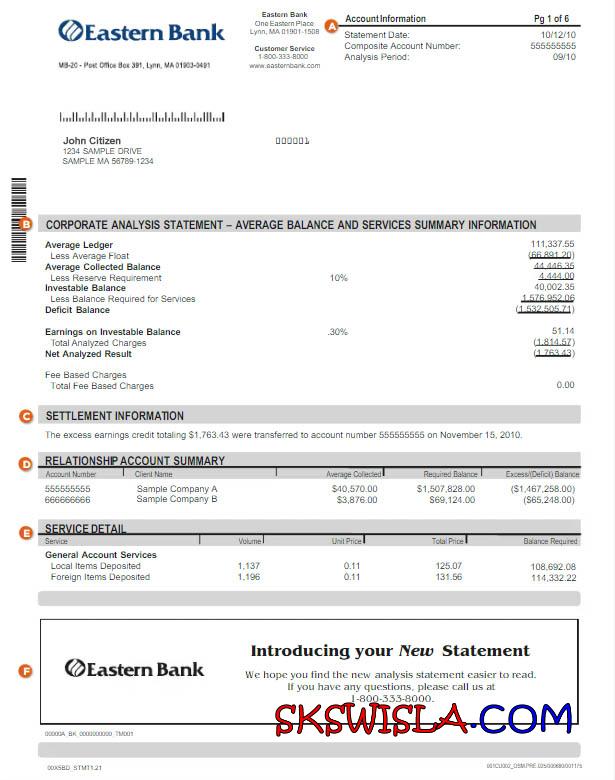 Eastern Bank
MB-20 - Post Office Box 391, Lynn, MA 01903-0491
Eastern Bank
One Eastern Place
Lynn, MA 01901-1508
Customer Service
1-800-333-8000
www.easternbank.com
A
Account Information Pg 1 of 6
Statement Date: 10/12/10
Composite Account Number: 555555555
Analysis Period: 09/10
John Citizen 000001
1234 SAMPLE DRIVE
SAMPLE MA 56789-1234
B CORPORATE ANALYSIS STATEMENT – AVERAGE BALANCE AND SERVICES SUMMARY INFORMATION
Average Ledger 111,337.55
Less Average Float (66,891.20)
Average Collected Balance 44,446.35
Less Reserve Requirement 10% 4,444.00
Investable Balance 40,002.35
Less Balance Required for Services 1,576,952.06
Deficit Balance (1,532,505.71)
Earnings on Investable Balance .30% 51.14
Total Analyzed Charges (1,814.57)
Net Analyzed Result (1,763.43)
Fee Based Charges
Total Fee Based Charges 0.00
C SETTLEMENT INFORMATION
The excess earnings credit totaling $1,763.43 were transferred to account number 555555555 on November 15, 2010.
D RELATIONSHIP ACCOUNT SUMMARY
Account Number Client Name Average Collected Required Balance Excess/(Deficit) Balance
555555555 Sample Company A $40,570.00 $1,507,828.00 ($1,467,258.00)
666666666 Sample Company B $3,876.00 $69,124.00 ($65,248.00)
E SERVICE DETAIL
Service Volume Unit Price Total Price Balance Required
General Account Services
Local Items Deposited 1,137 0.11 125.07 108,692.08
Foreign Items Deposited 1,196 0.11 131.56 114,332.22
F
Eastern Bank
Introducing your New Statement
We hope you find the new analysis statement easier to read.
If you have any questions, please call us at
1-800-333-8000.
SKSWISLA.COM
00000A_BK_0000000000_TM001
00X5BD_STMT1.21